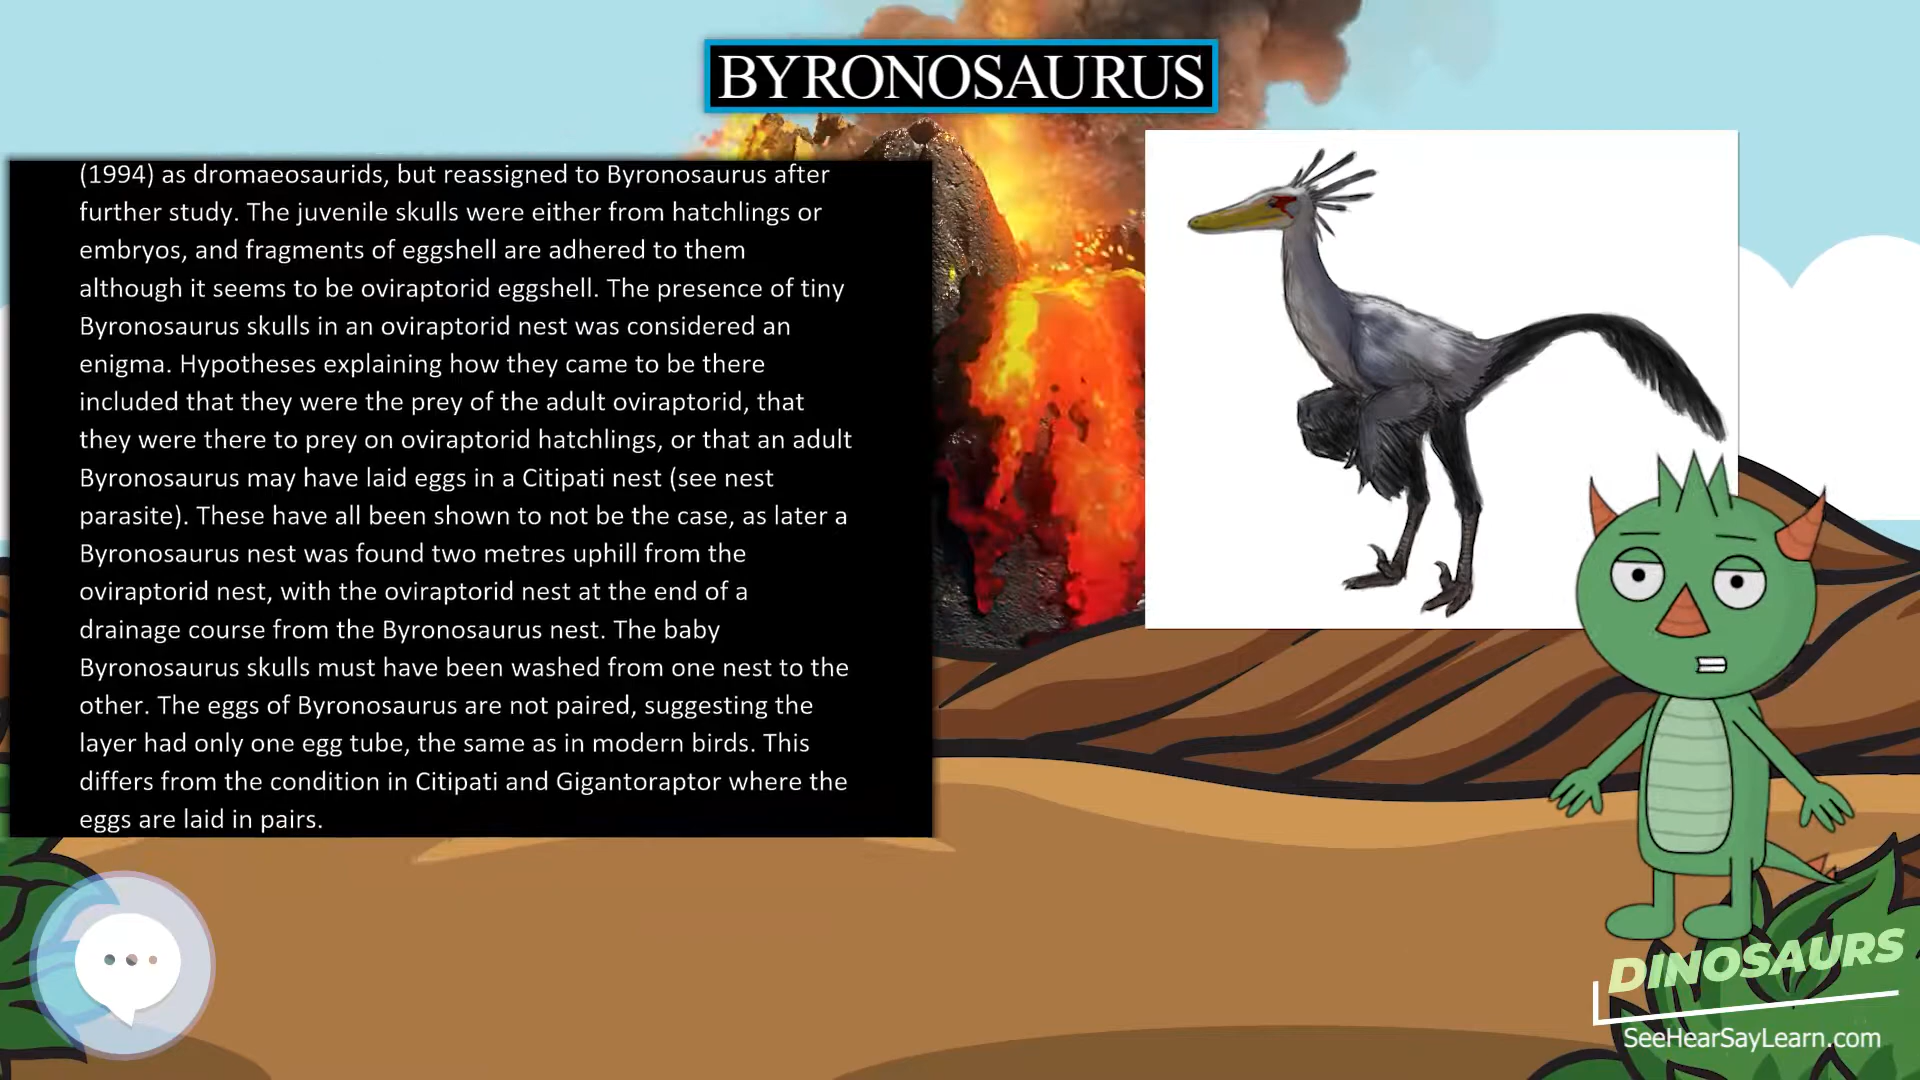 BYRONOSAURUS
(1994) as dromaeosaurids, but reassigned to Byronosaurus after
further study. The juvenile skulls were either from hatchlings or
embryos, and fragments of eggshell are adhered to them
although it seems to be oviraptorid eggshell. The presence of tiny
Byronosaurus skulls in an oviraptorid nest was considered an
enigma. Hypotheses explaining how they came to be there
included that they were the prey of the adult oviraptorid, that
they were there to prey on oviraptorid hatchlings, or that an adult
Byronosaurus may have laid eggs in a Citipati nest (see nest
parasite). These have all been shown to not be the case, as later a
Byronosaurus nest was found two metres uphill from the
oviraptorid nest, with the oviraptorid nest at the end of a
drainage course from the Byronosaurus nest. The baby
Byronosaurus skulls must have been washed from one nest to the
other. The eggs of Byronosaurus are not paired, suggesting the
layer had only one egg tube, the same as in modern birds. This
differs from the condition in Citipati and Gigantoraptor where the
eggs are laid in pairs.
DINOSAURS
SeeHearSayLearn.com